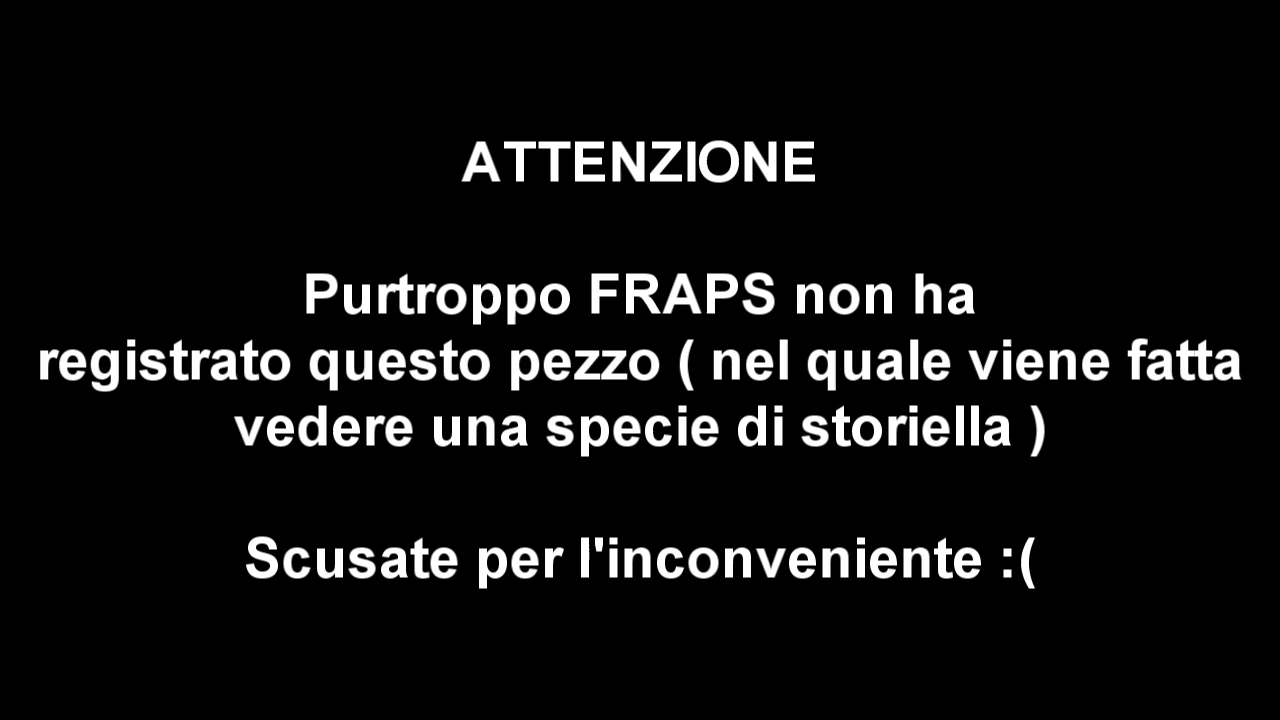 ATTENZIONE
Purtroppo FRAPS non ha
registrato questo pezzo ( nel quale viene fatta
vedere una specie di storiella )
Scusate per l'inconveniente :(